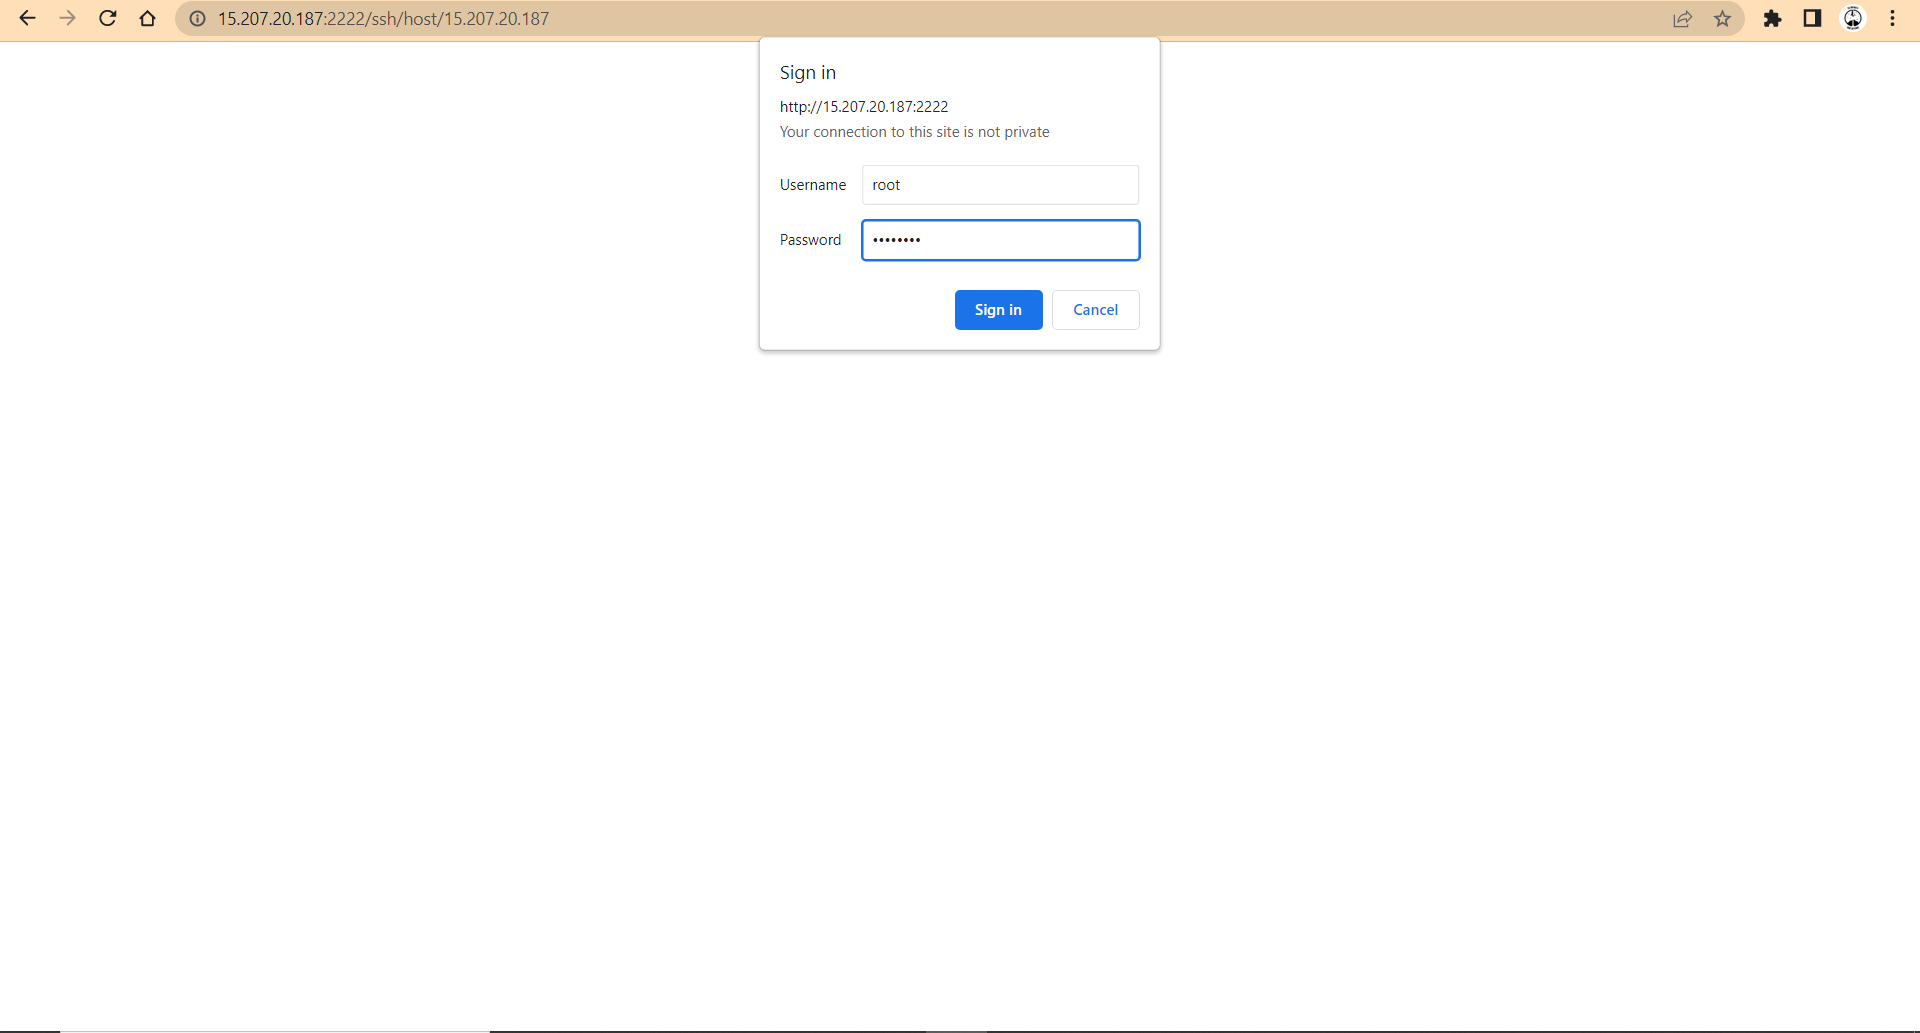 15.207.20.187:2222/ssh/host/15.207.20.187
Sign in
http://15.207.20.187:2222
Your connection to this site is not private
Username root
Password ••••••••
Sign in Cancel